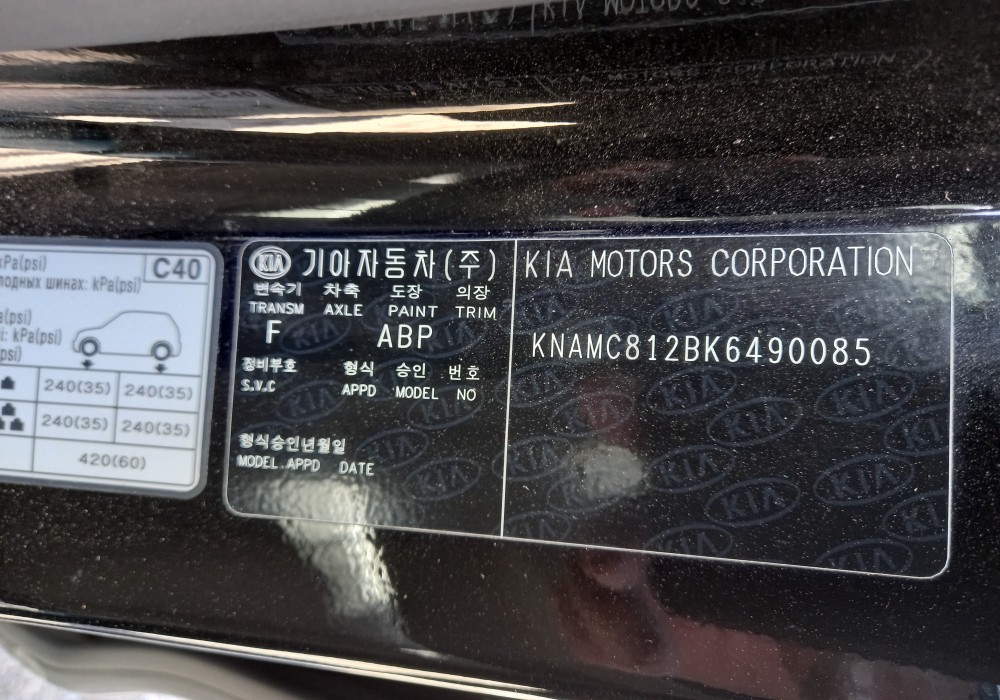 kPa(psi)
C40
лодных шинах: kPa(psi)
kPa(psi)
240(35) 240(35)
240(35) 240(35)
420(60)
KIA 기아자동차(주)
변속기 차축 도장 의장
TRANSM AXLE PAINT TRIM
F ABP
정비부호 형식 승인 번호
S.V.C APPD MODEL NO
형식승인년월일
MODEL.APPD DATE
KIA MOTORS CORPORATION
KNAMC812BK6490085